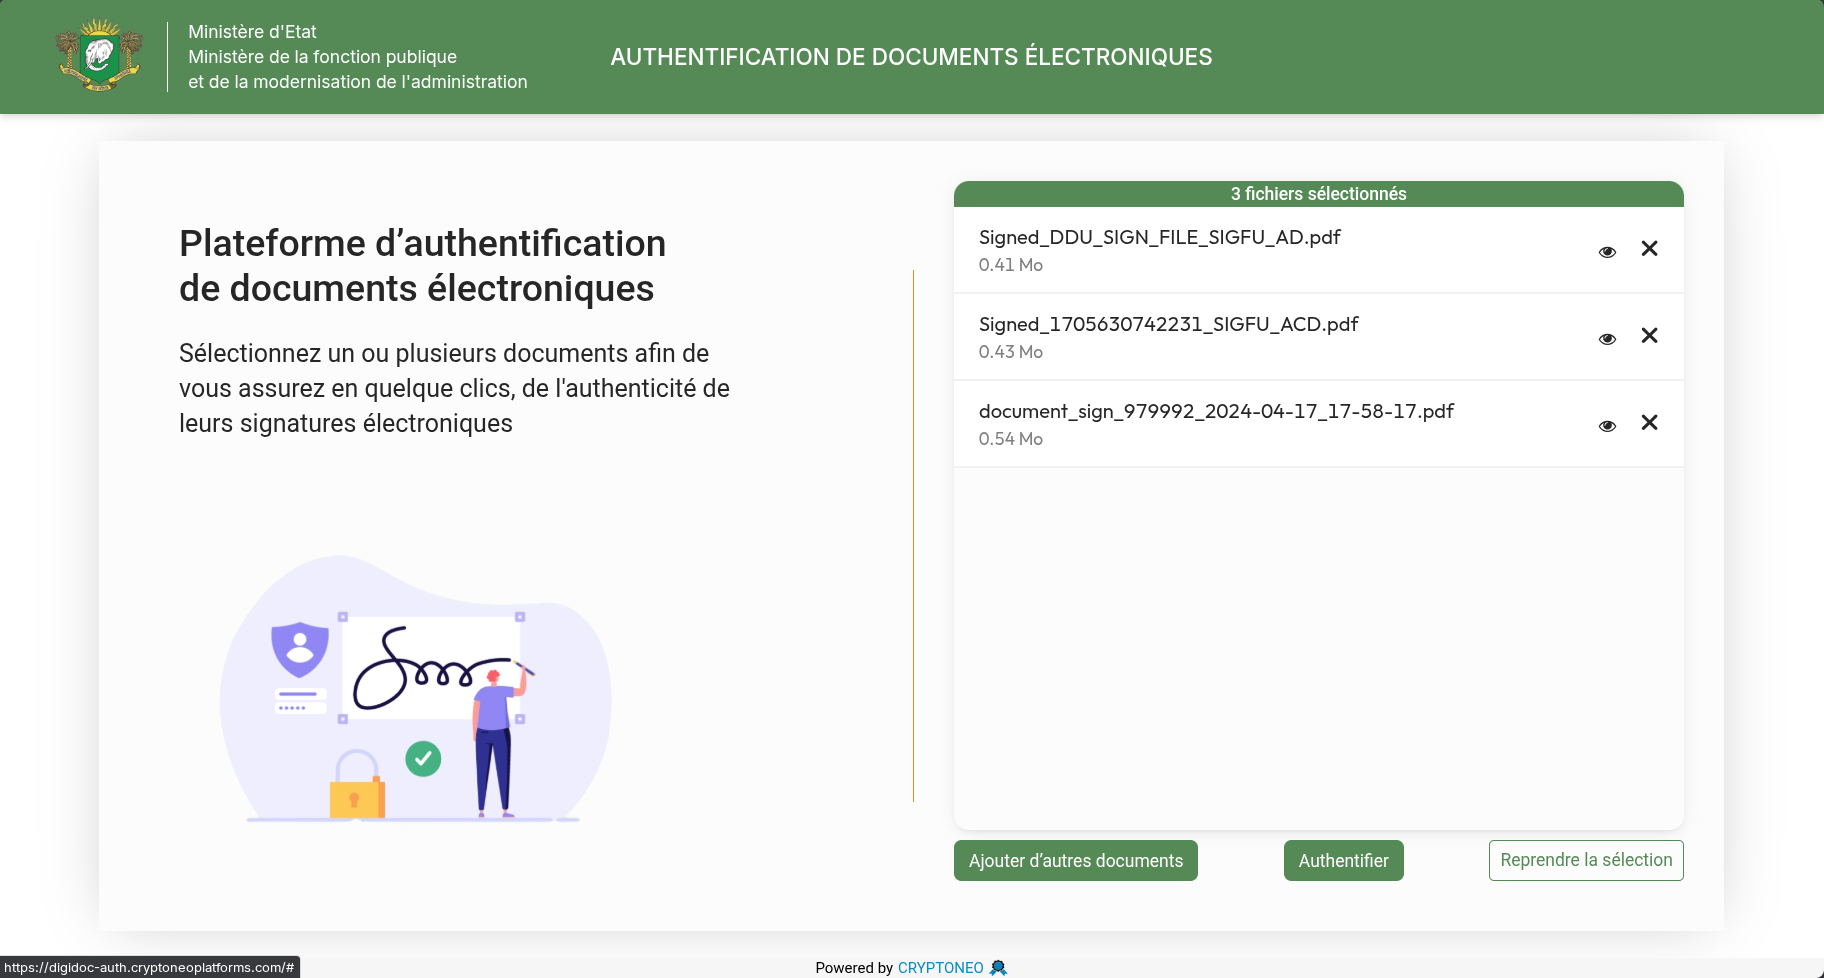 Ministère d'Etat
Ministère de la fonction publique
et de la modernisation de l'administration
AUTHENTIFICATION DE DOCUMENTS ÉLECTRONIQUES
Plateforme d’authentification
de documents électroniques
Sélectionnez un ou plusieurs documents afin de
vous assurez en quelque clics, de l'authenticité de
leurs signatures électroniques
3 fichiers sélectionnés
Signed_DDU_SIGN_FILE_SIGFU_AD.pdf
0.41 Mo
Signed_1705630742231_SIGFU_ACD.pdf
0.43 Mo
document_sign_979992_2024-04-17_17-58-17.pdf
0.54 Mo
Ajouter d’autres documents
Authentifier
Reprendre la sélection
https://digidoc-auth.cryptoneoplatforms.com/#
Powered by CRYPTONEO